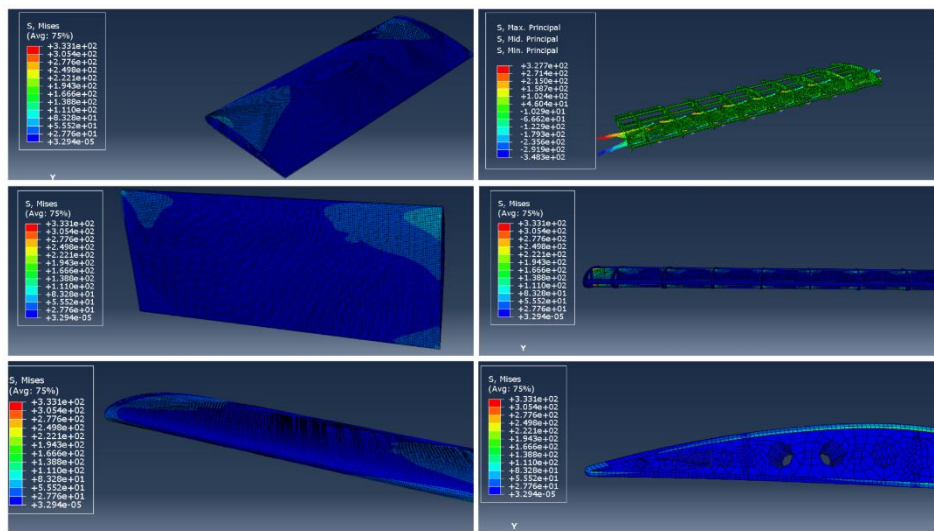 S, Mises
(Avg: 75%)
+3.331e+02
+3.054e+02
+2.776e+02
+2.498e+02
+2.221e+02
+1.943e+02
+1.666e+02
+1.388e+02
+1.110e+02
+8.328e+01
+5.552e+01
+2.776e+01
+3.294e-05
Y
S, Max. Principal
S, Mid. Principal
S, Min. Principal
+3.277e+02
+2.714e+02
+2.150e+02
+1.587e+02
+1.024e+02
+4.604e+01
-1.029e+01
-6.662e+01
-1.229e+02
-1.793e+02
-2.356e+02
-2.919e+02
-3.483e+02
S, Mises
(Avg: 75%)
+3.331e+02
+3.054e+02
+2.776e+02
+2.498e+02
+2.221e+02
+1.943e+02
+1.666e+02
+1.388e+02
+1.110e+02
+8.328e+01
+5.552e+01
+2.776e+01
+3.294e-05
S, Mises
(Avg: 75%)
+3.331e+02
+3.054e+02
+2.776e+02
+2.498e+02
+2.221e+02
+1.943e+02
+1.666e+02
+1.388e+02
+1.110e+02
+8.328e+01
+5.552e+01
+2.776e+01
+3.294e-05
Y
S, Mises
(Avg: 75%)
+3.331e+02
+3.054e+02
+2.776e+02
+2.498e+02
+2.221e+02
+1.943e+02
+1.666e+02
+1.388e+02
+1.110e+02
+8.328e+01
+5.552e+01
+2.776e+01
+3.294e-05
S, Mises
(Avg: 75%)
+3.331e+02
+3.054e+02
+2.776e+02
+2.498e+02
+2.221e+02
+1.943e+02
+1.666e+02
+1.388e+02
+1.110e+02
+8.328e+01
+5.552e+01
+2.776e+01
+3.294e-05
Y